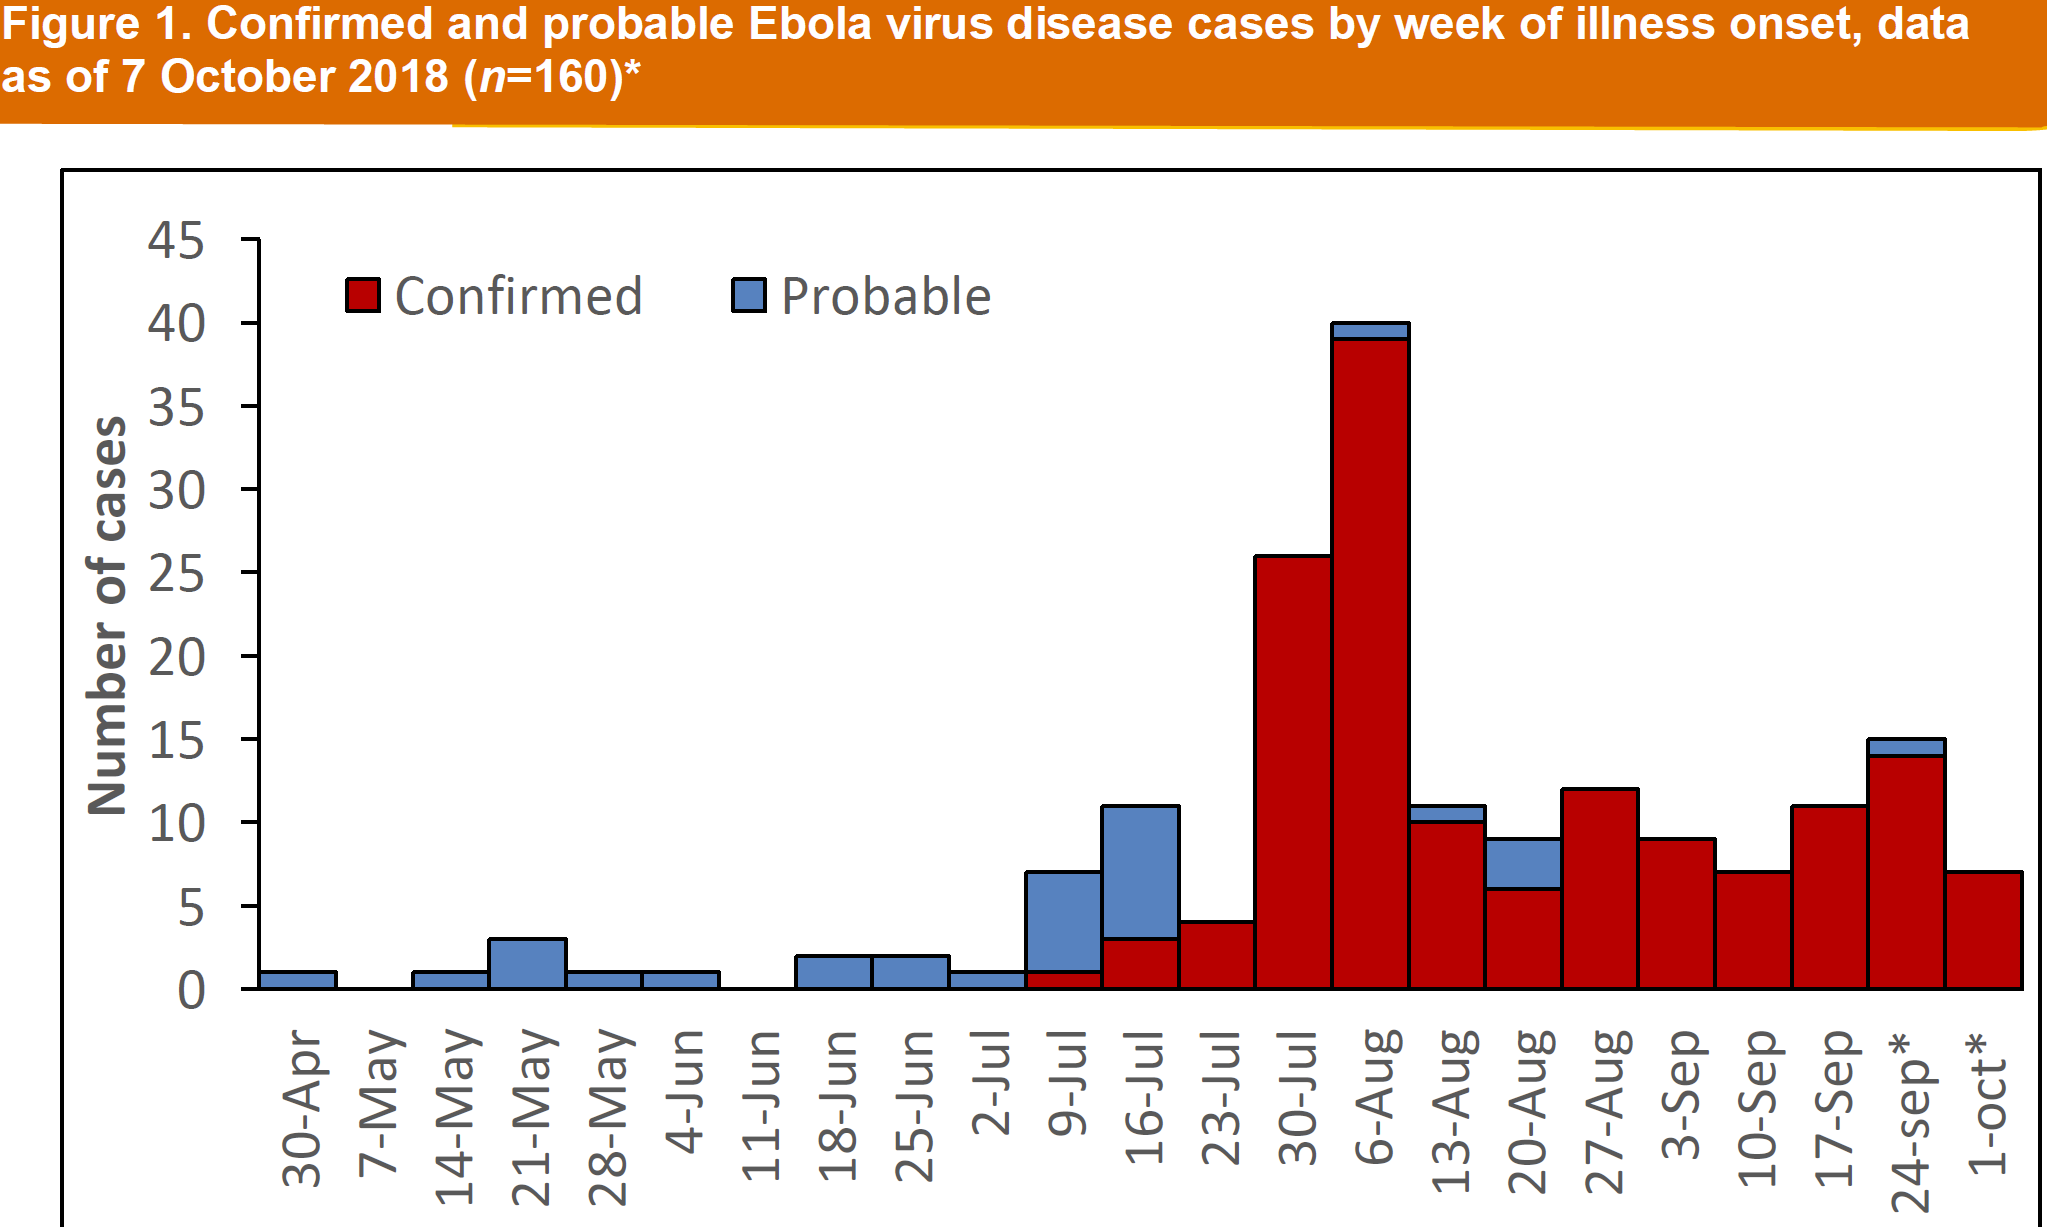 Figure 1. Confirmed and probable Ebola virus disease cases by week of illness onset, data
as of 7 October 2018 (n=160)*
Confirmed
Probable
Number of cases
45
40
35
30
25
20
15
10
5
0
30-Apr
7-May
14-May
21-May
28-May
4-Jun
11-Jun
18-Jun
25-Jun
2-Jul
9-Jul
16-Jul
23-Jul
30-Jul
6-Aug
13-Aug
20-Aug
27-Aug
3-Sep
10-Sep
17-Sep
24-sep*
1-oct*